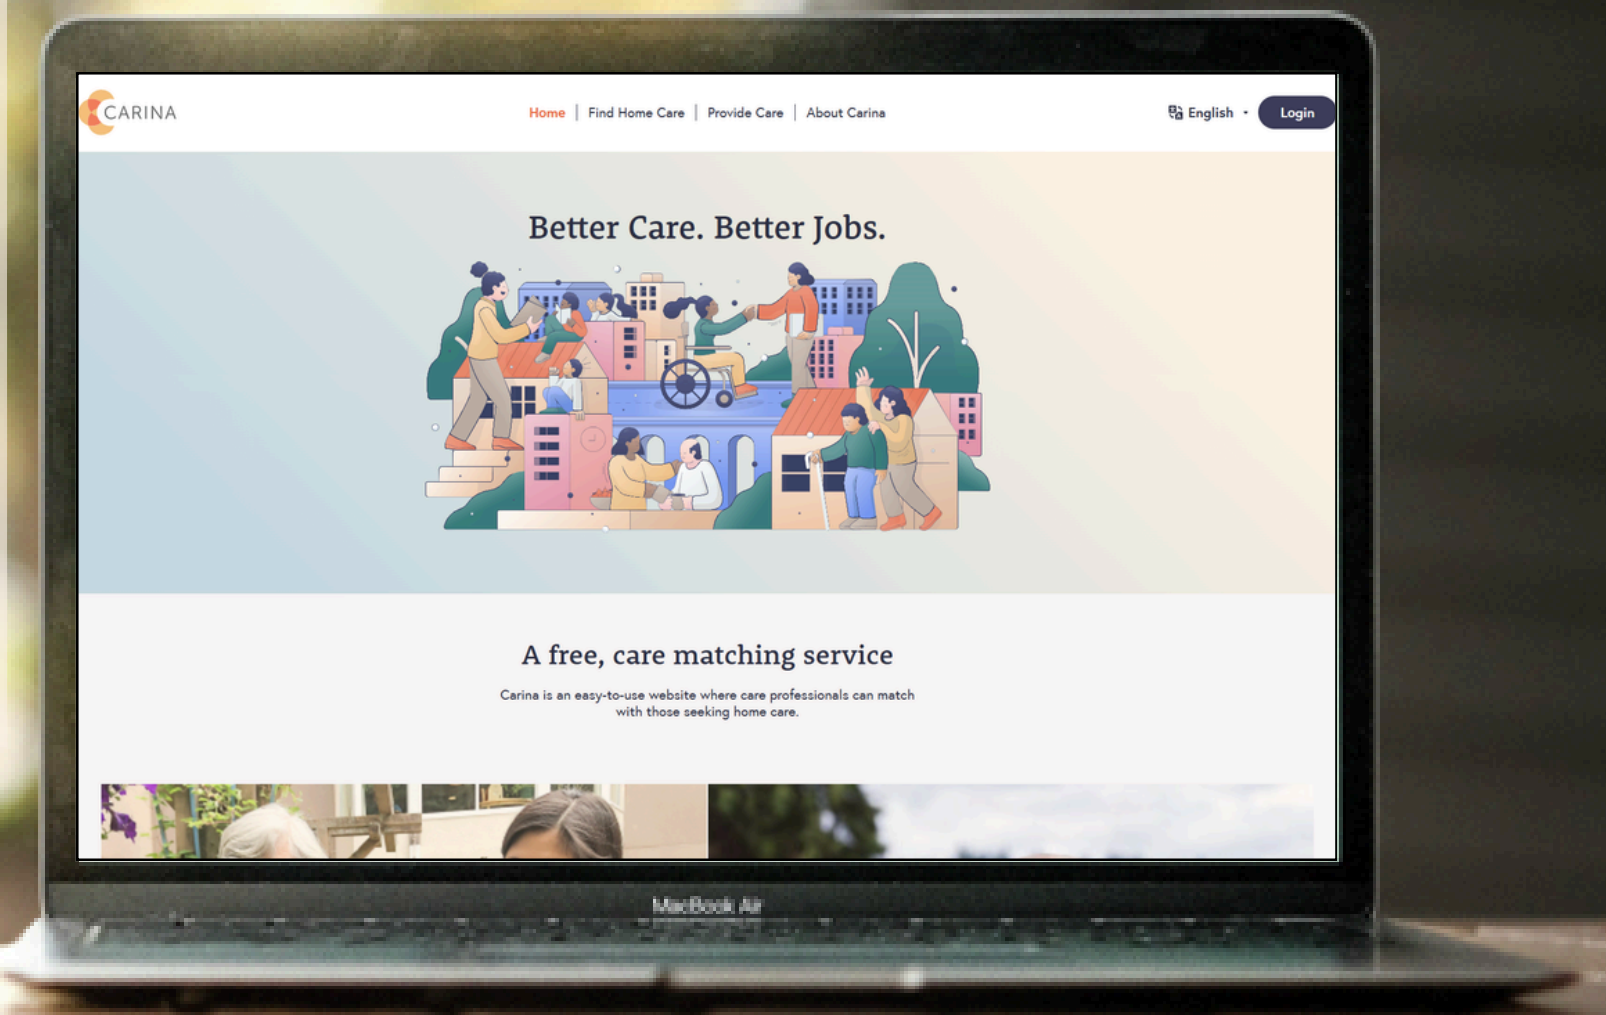 CARINA
Home | Find Home Care | Provide Care | About Carina
English
Login
Better Care. Better Jobs.
A free, care matching service
Carina is an easy-to-use website where care professionals can match
with those seeking home care.
MacBook Air